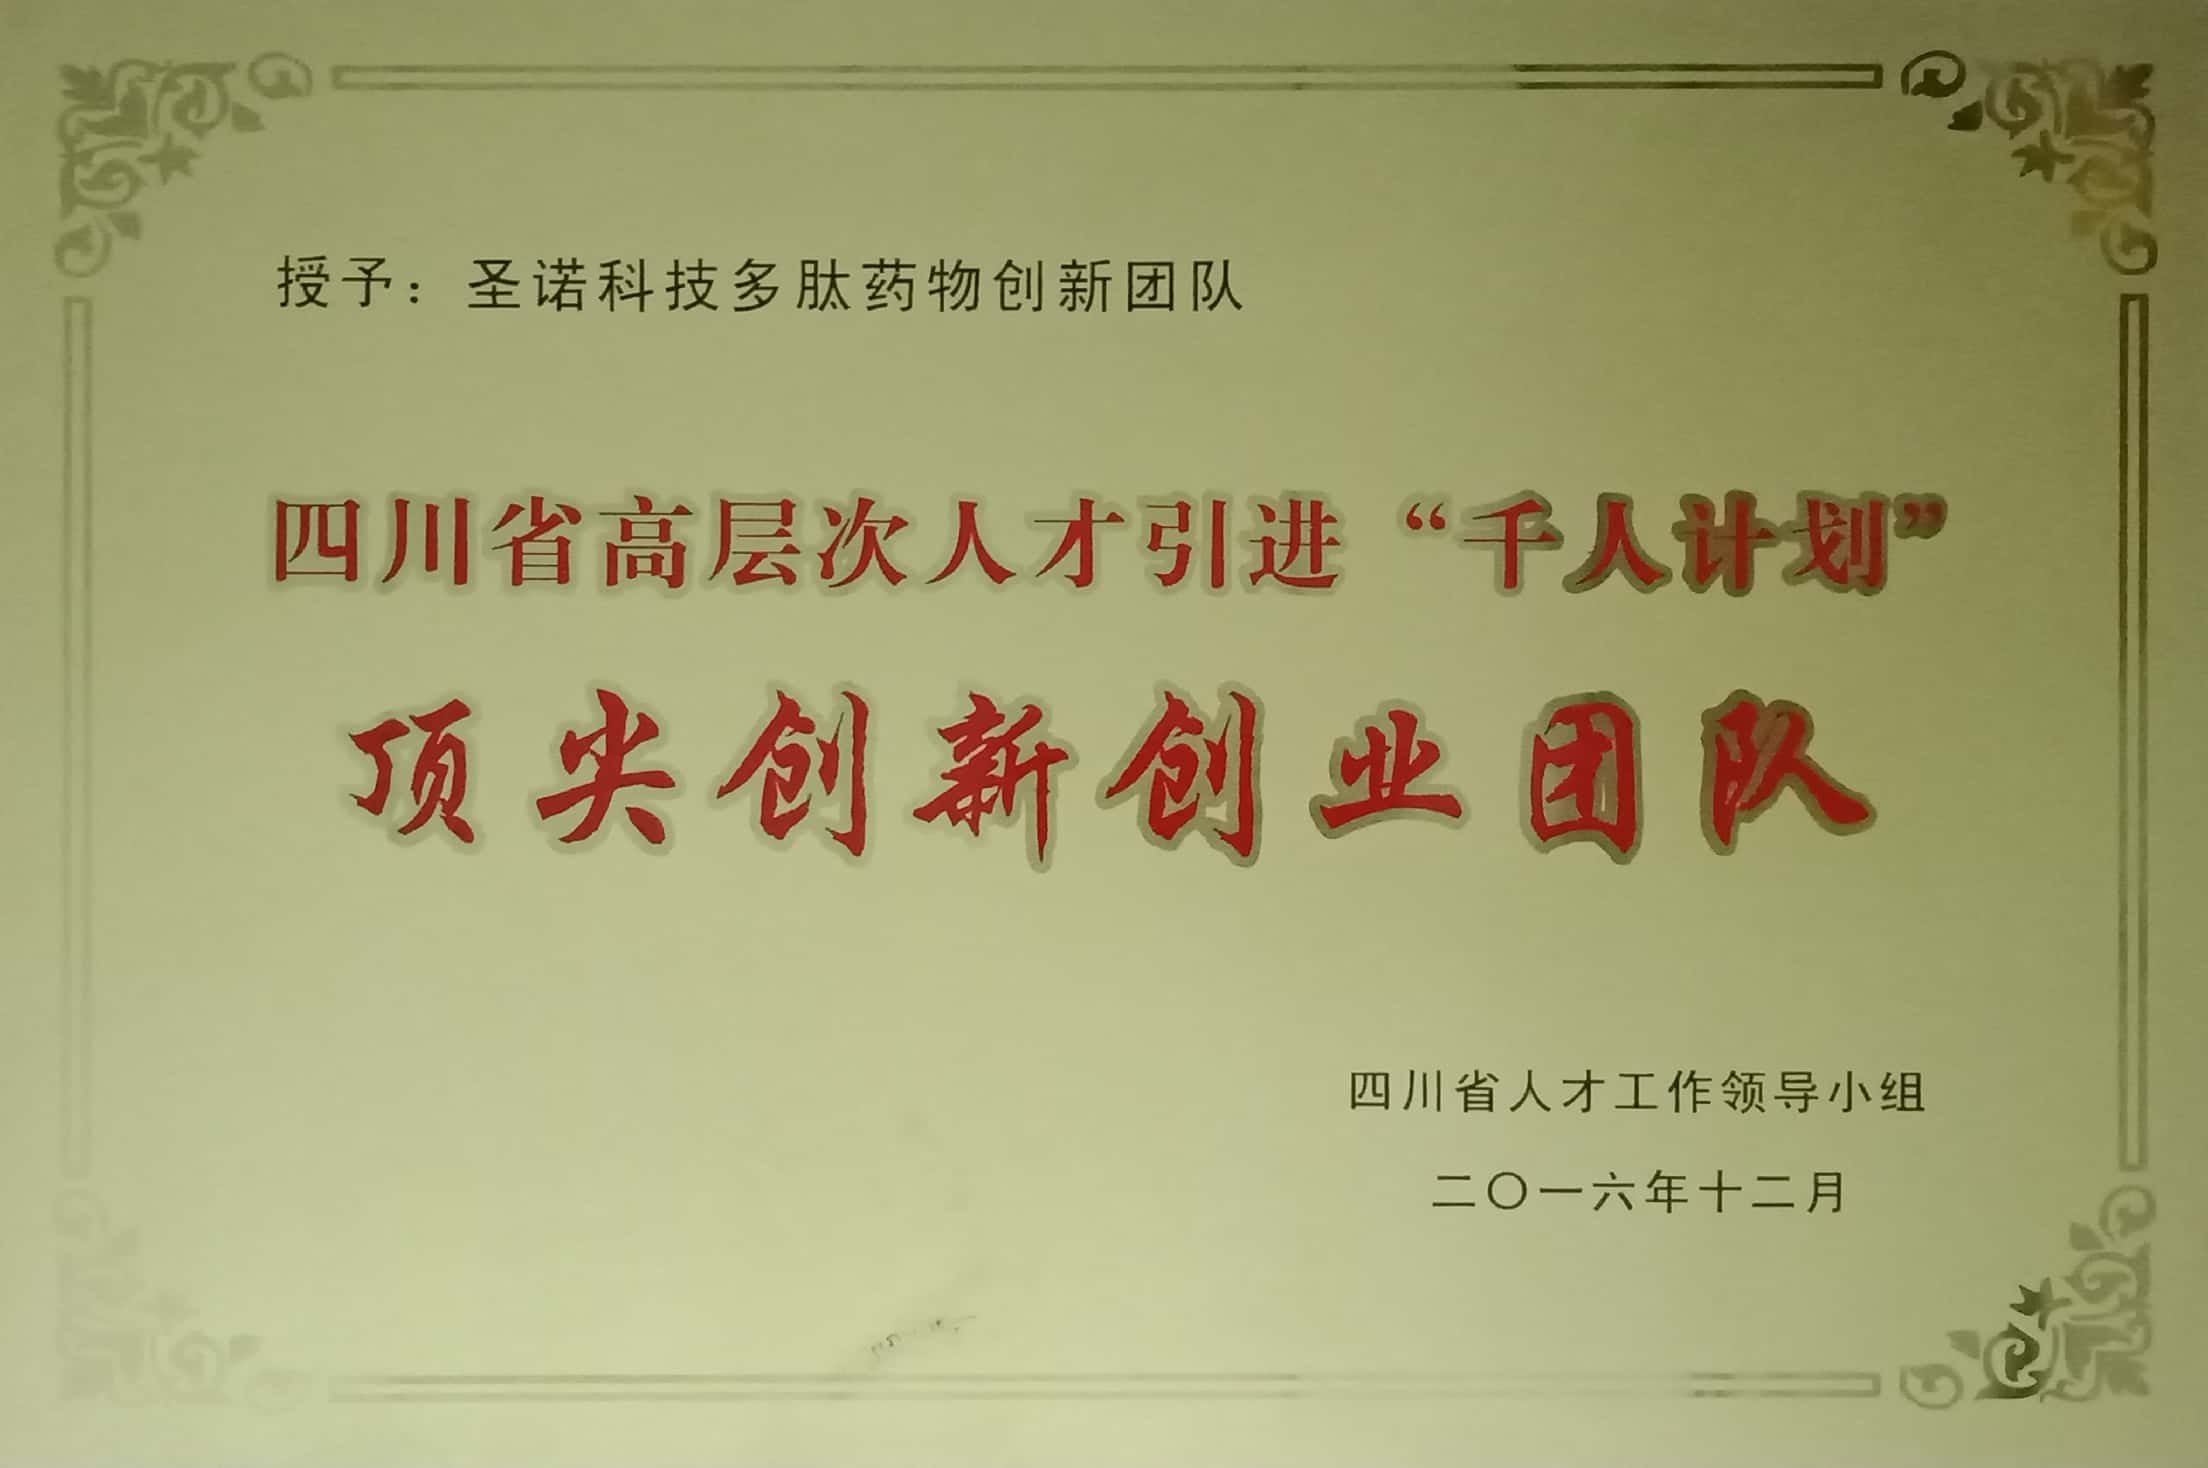 授予：圣诺科技多肽药物创新团队
四川省高层次人才引进“千人计划”
顶尖创新创业团队
四川省人才工作领导小组
二〇一六年十二月